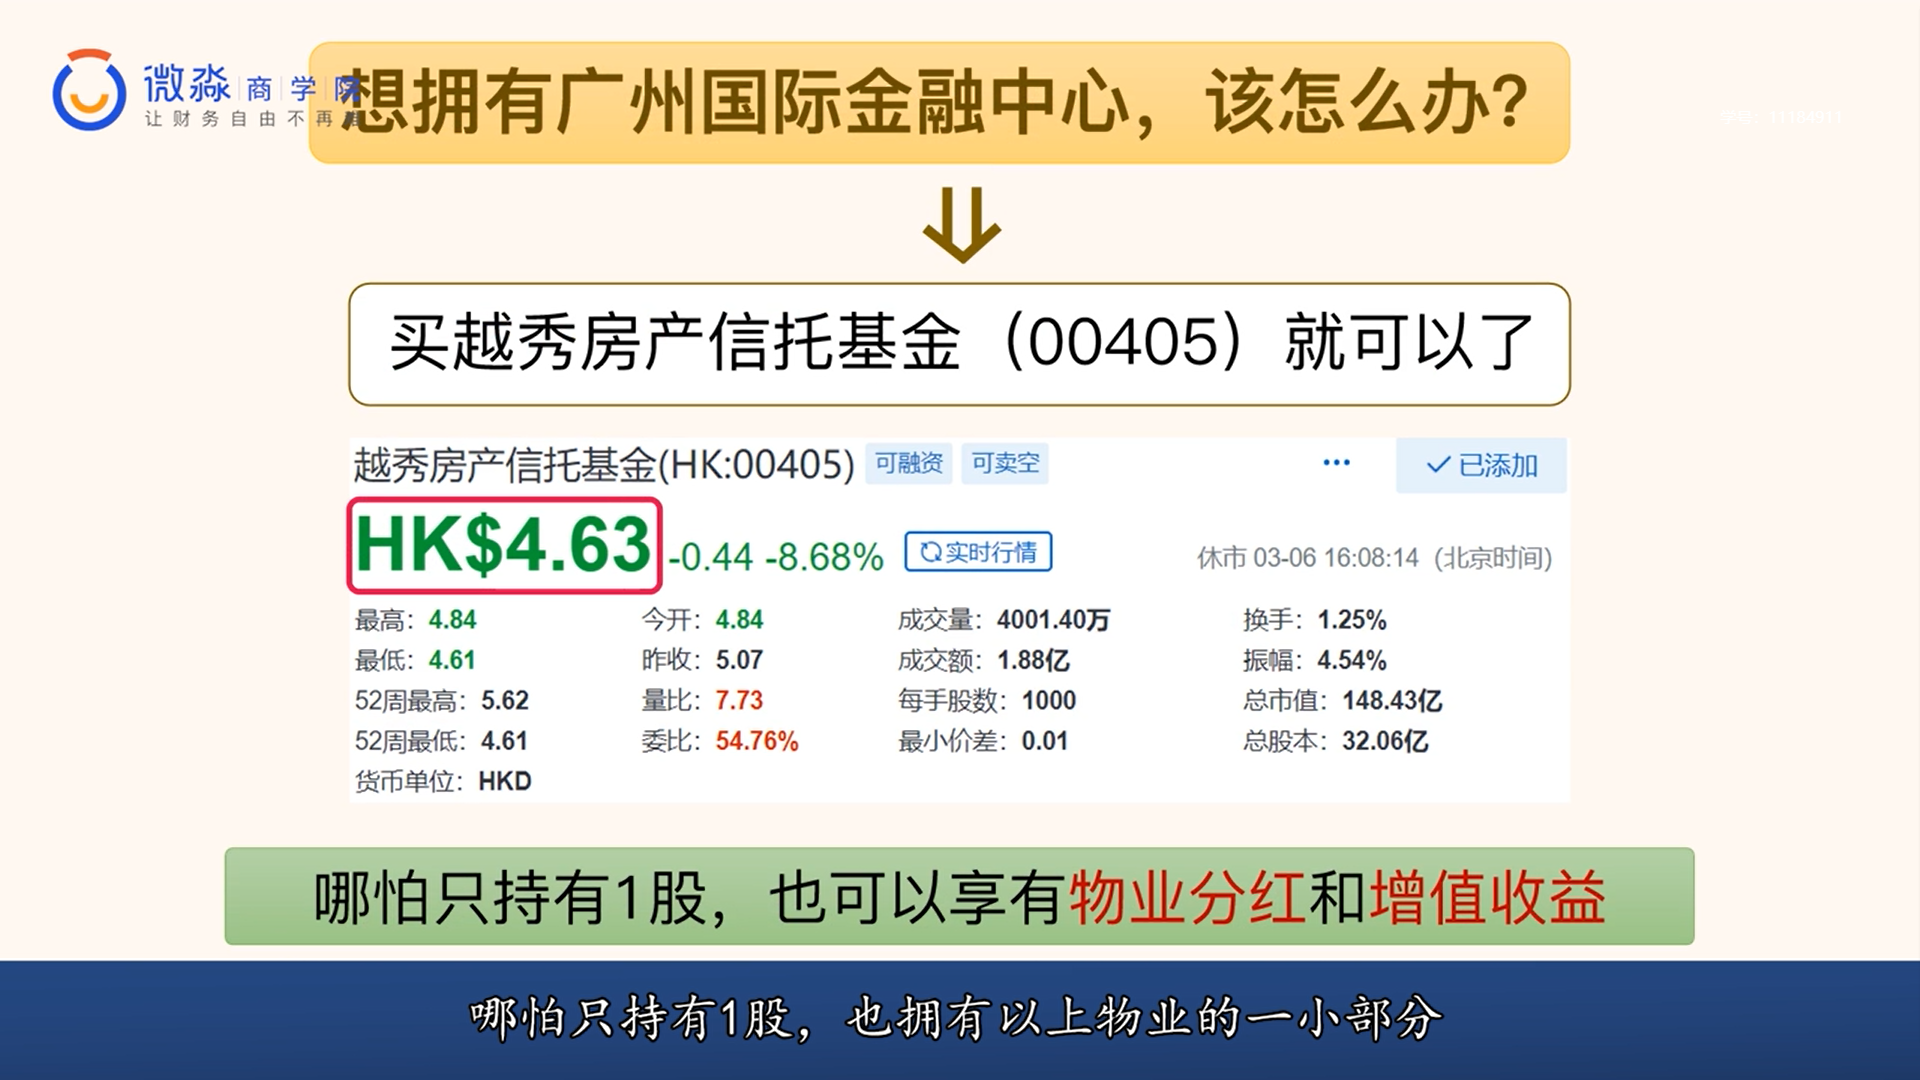 微淼 商 学 院
让 财 务 自 由 不 再 难
想拥有广州国际金融中心，该怎么办？
学号：11184911
买越秀房产信托基金（00405）就可以了
越秀房产信托基金(HK:00405) 可融资 可卖空 ··· ✓ 已添加
HK$4.63 -0.44 -8.68% 实时行情 休市 03-06 16:08:14 (北京时间)
最高：4.84 今开：4.84 成交量：4001.40万 换手：1.25%
最低：4.61 昨收：5.07 成交额：1.88亿 振幅：4.54%
52周最高：5.62 量比：7.73 每手股数：1000 总市值：148.43亿
52周最低：4.61 委比：54.76% 最小价差：0.01 总股本：32.06亿
货币单位：HKD
哪怕只持有1股，也可以享有物业分红和增值收益
哪怕只持有1股，也拥有以上物业的一小部分